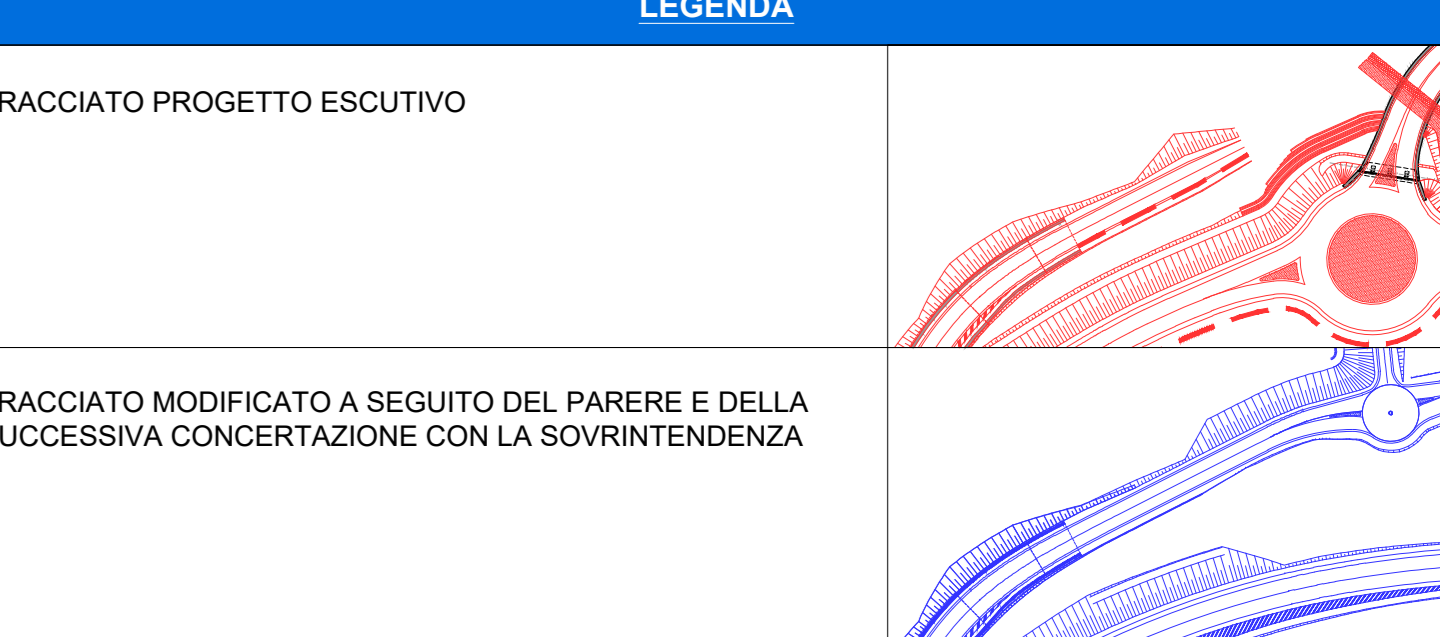 LEGENDA
RACCIATO PROGETTO ESCUTIVO
RACCIATO MODIFICATO A SEGUITO DEL PARERE E DELLA
UCCESSIVA CONCERTAZIONE CON LA SOVRINTENDENZA